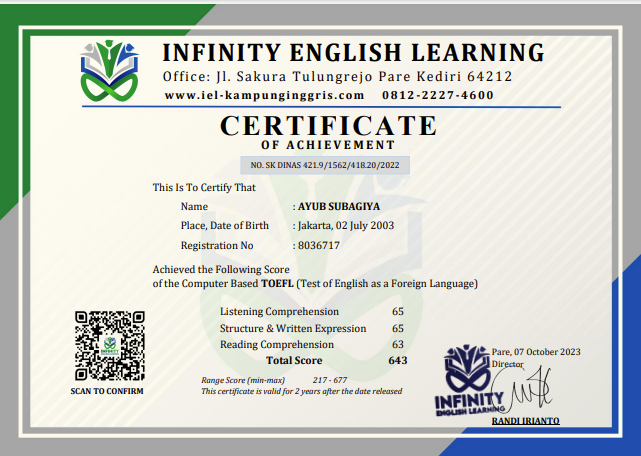 INFINITY ENGLISH LEARNING
Office: Jl. Sakura Tulungrejo Pare Kediri 64212
www.iel-kampunginggris.com 0812-2227-4600
CERTIFICATE
OF ACHIEVEMENT
NO. SK DINAS 421.9/1562/418.20/2022
This Is To Certify That
Name : AYUB SUBAGIYA
Place, Date of Birth : Jakarta, 02 July 2003
Registration No : 8036717
Achieved the Following Score
of the Computer Based TOEFL (Test of English as a Foreign Language)
Listening Comprehension 65
Structure & Written Expression 65
Reading Comprehension 63
Total Score 643
Range Score (min-max) 217 - 677
This certificate is valid for 2 years after the date released
INFINITY
SCAN TO CONFIRM
Pare, 07 October 2023
Director
INFINITY
ENGLISH LEARNING
RANDI IRIANTO